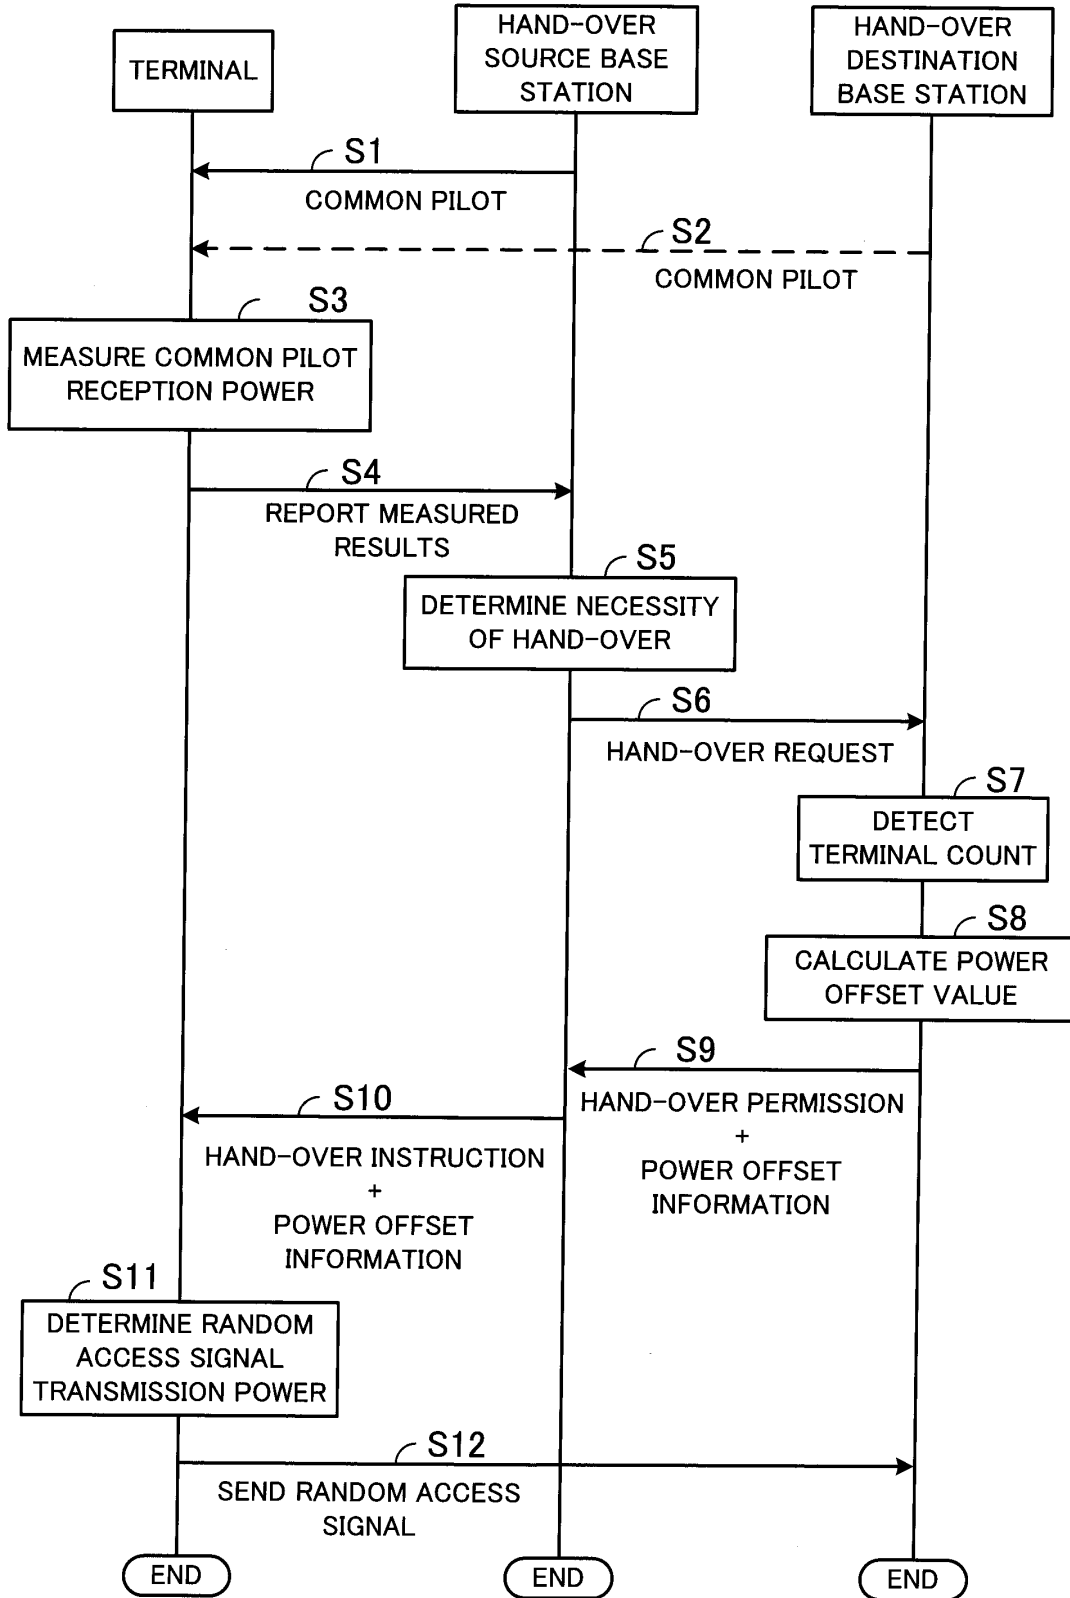 TERMINAL
HAND-OVER
SOURCE BASE
STATION
HAND-OVER
DESTINATION
BASE STATION
S1
COMMON PILOT
S2
COMMON PILOT
S3
MEASURE COMMON PILOT
RECEPTION POWER
S4
REPORT MEASURED
RESULTS
S5
DETERMINE NECESSITY
OF HAND-OVER
S6
HAND-OVER REQUEST
S7
DETECT
TERMINAL COUNT
S8
CALCULATE POWER
OFFSET VALUE
S9
HAND-OVER PERMISSION
+
POWER OFFSET
INFORMATION
S10
HAND-OVER INSTRUCTION
+
POWER OFFSET
INFORMATION
S11
DETERMINE RANDOM
ACCESS SIGNAL
TRANSMISSION POWER
S12
SEND RANDOM ACCESS
SIGNAL
END
END
END